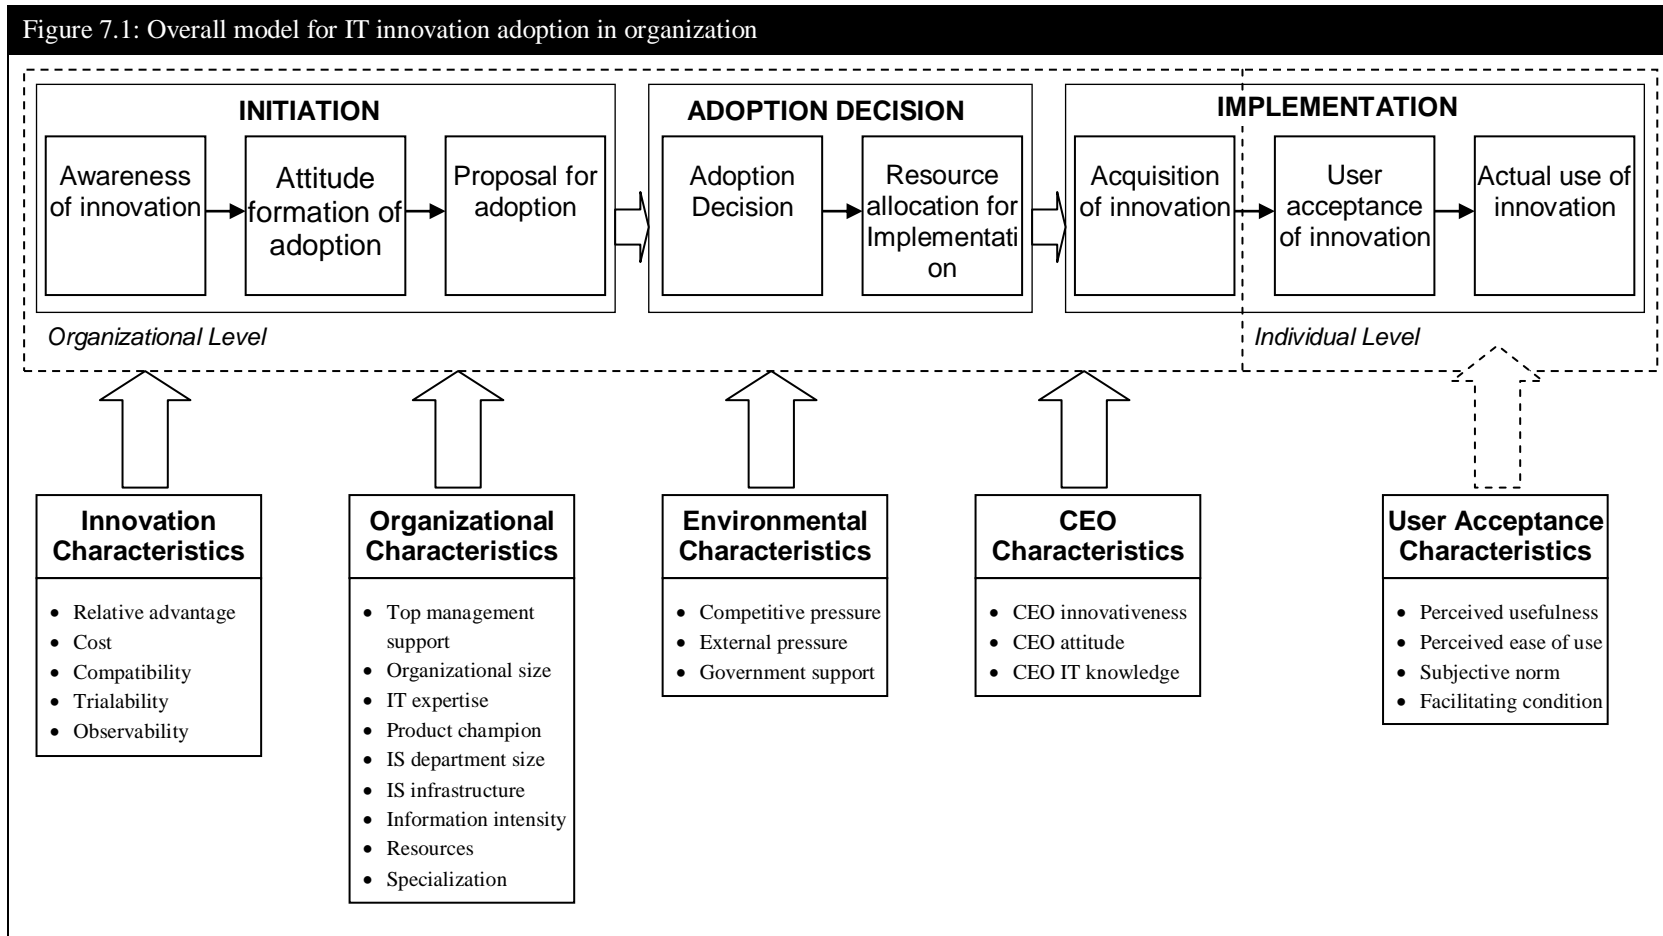 Figure 7.1: Overall model for IT innovation adoption in organization
INITIATION
Awareness
of innovation
Attitude
formation of
adoption
Proposal for
adoption
ADOPTION DECISION
Adoption
Decision
Resource
allocation for
Implementati
on
IMPLEMENTATION
Acquisition
of innovation
User
acceptance
of innovation
Actual use of
innovation
Organizational Level
Individual Level
Innovation
Characteristics
• Relative advantage
• Cost
• Compatibility
• Trialability
• Observability
Organizational
Characteristics
• Top management
support
• Organizational size
• IT expertise
• Product champion
• IS department size
• IS infrastructure
• Information intensity
• Resources
• Specialization
Environmental
Characteristics
• Competitive pressure
• External pressure
• Government support
CEO
Characteristics
• CEO innovativeness
• CEO attitude
• CEO IT knowledge
User Acceptance
Characteristics
• Perceived usefulness
• Perceived ease of use
• Subjective norm
• Facilitating condition